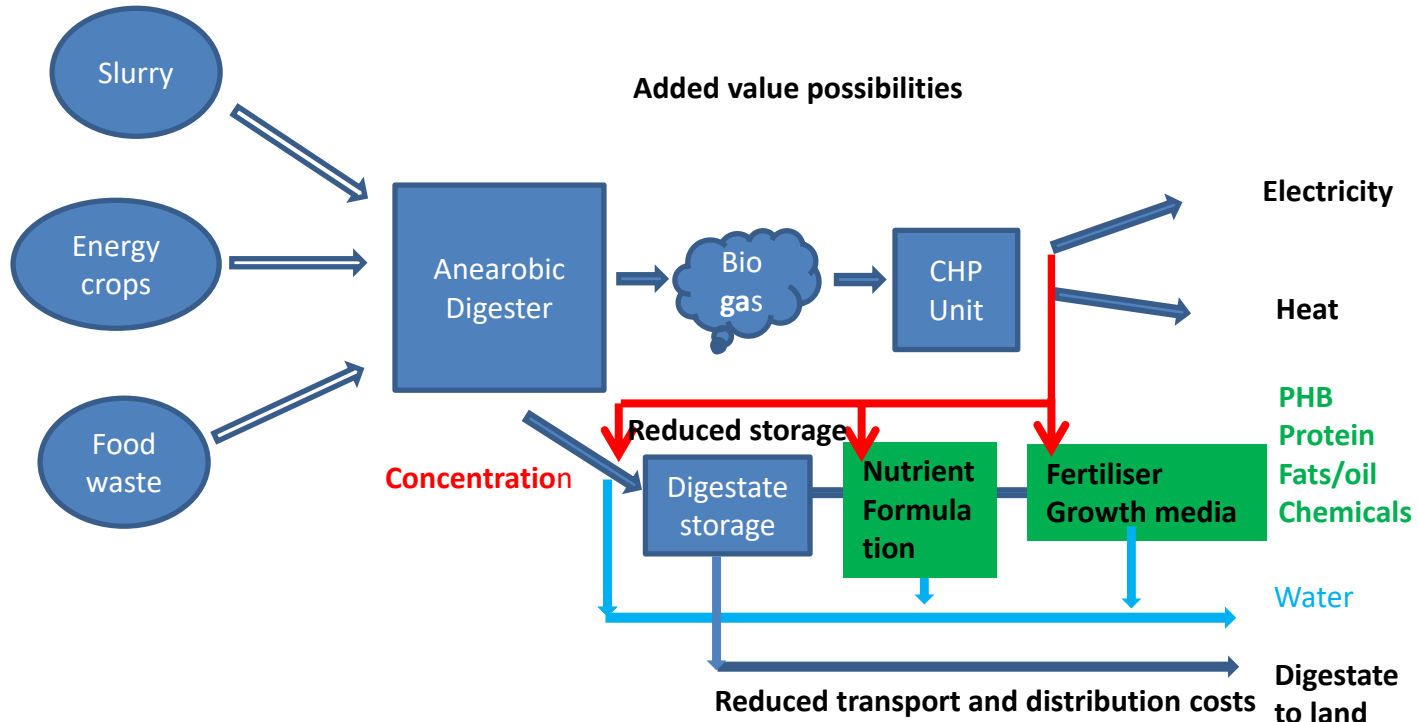 Slurry
Added value possibilities
Electricity
Energy
crops
Anearobic
Digester
Bio
gas
CHP
Unit
Heat
Food
waste
PHB
Protein
Fats/oil
Chemicals
Reduced storage
Concentration
Digestate
storage
Nutrient
Formula
tion
Fertiliser
Growth media
Water
Reduced transport and distribution costs
Digestate
to land